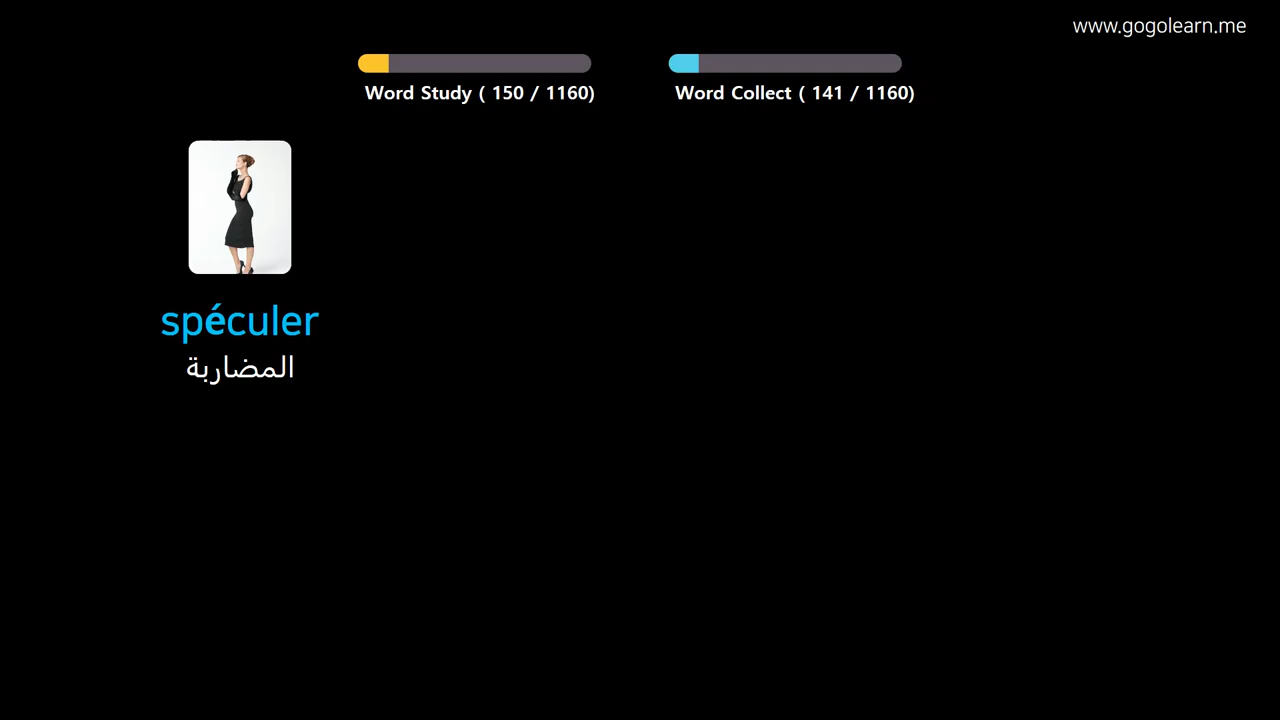 www.gogolearn.me
Word Study ( 150 / 1160)
Word Collect ( 141 / 1160)
spéculer
المضاربة